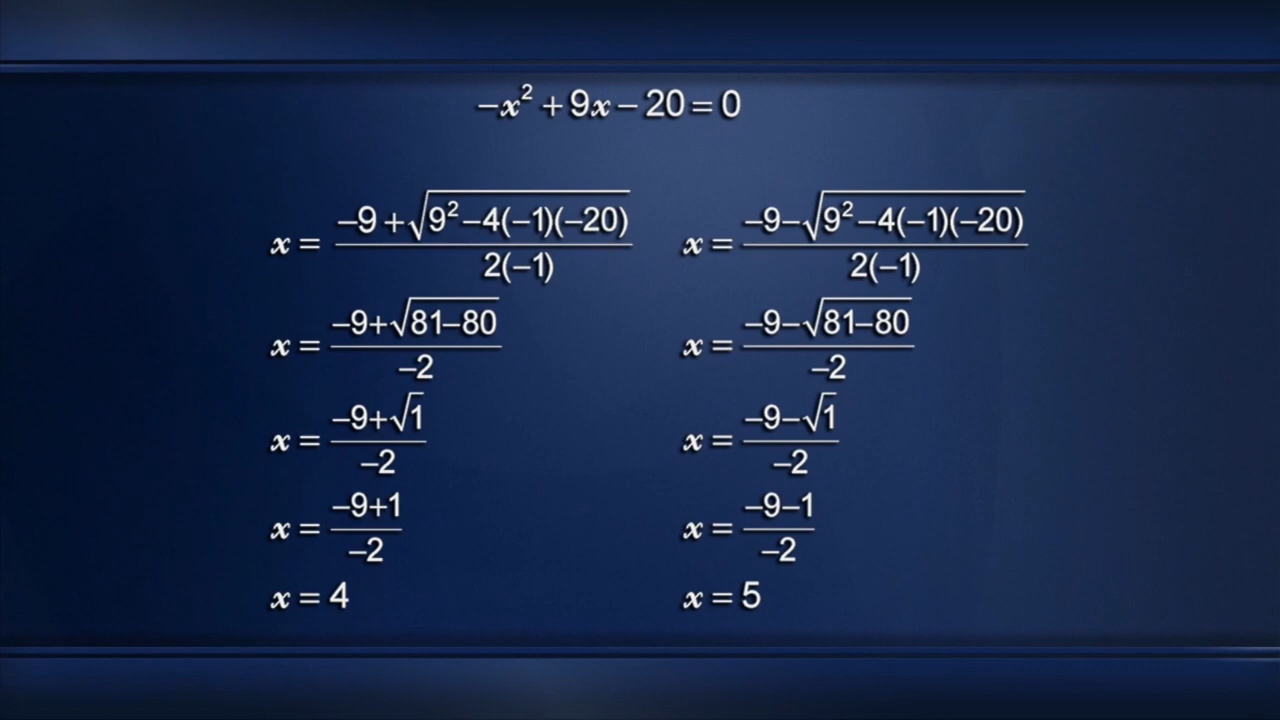 −x² + 9x − 20 = 0
x = (−9 + √(9² − 4(−1)(−20))) / 2(−1)
x = (−9 − √(9² − 4(−1)(−20))) / 2(−1)
x = (−9 + √(81 − 80)) / −2
x = (−9 − √(81 − 80)) / −2
x = (−9 + √1) / −2
x = (−9 − √1) / −2
x = (−9 + 1) / −2
x = (−9 − 1) / −2
x = 4
x = 5